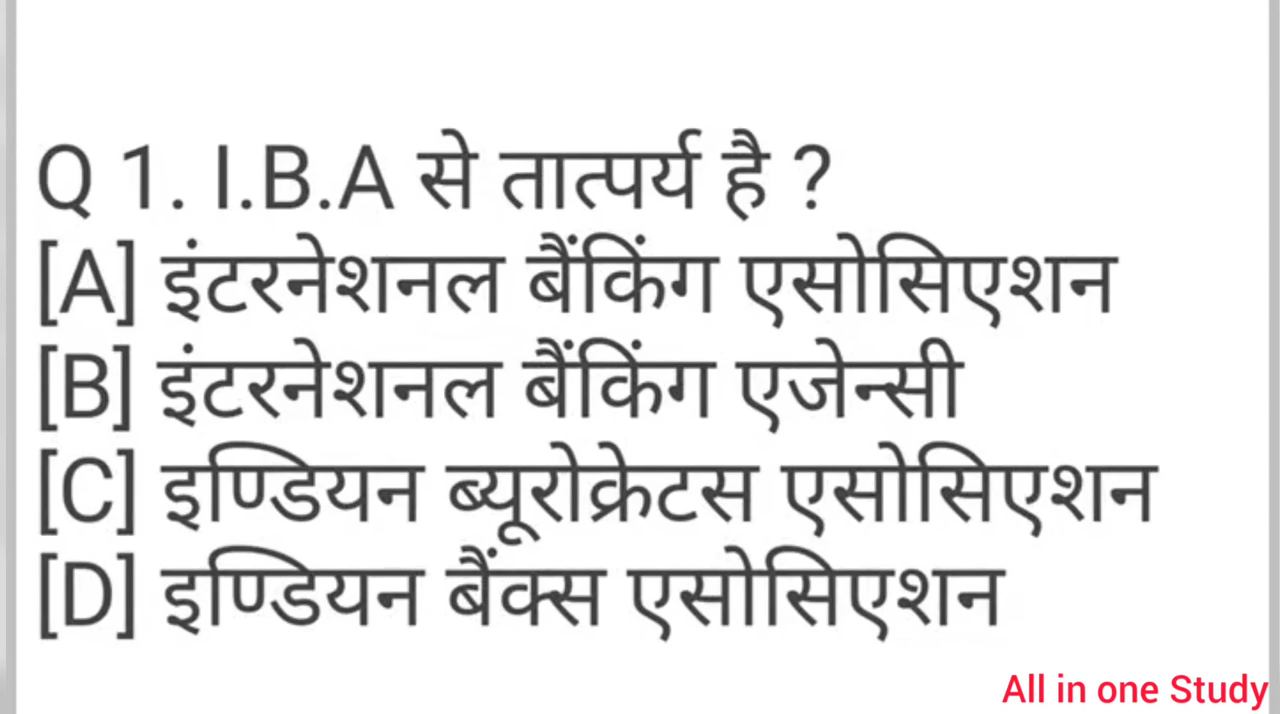 Q 1. I.B.A से तात्पर्य है ?
[A] इंटरनेशनल बैंकिंग एसोसिएशन
[B] इंटरनेशनल बैंकिंग एजेन्सी
[C] इण्डियन ब्यूरोक्रेटस एसोसिएशन
[D] इण्डियन बैंक्स एसोसिएशन
All in one Study